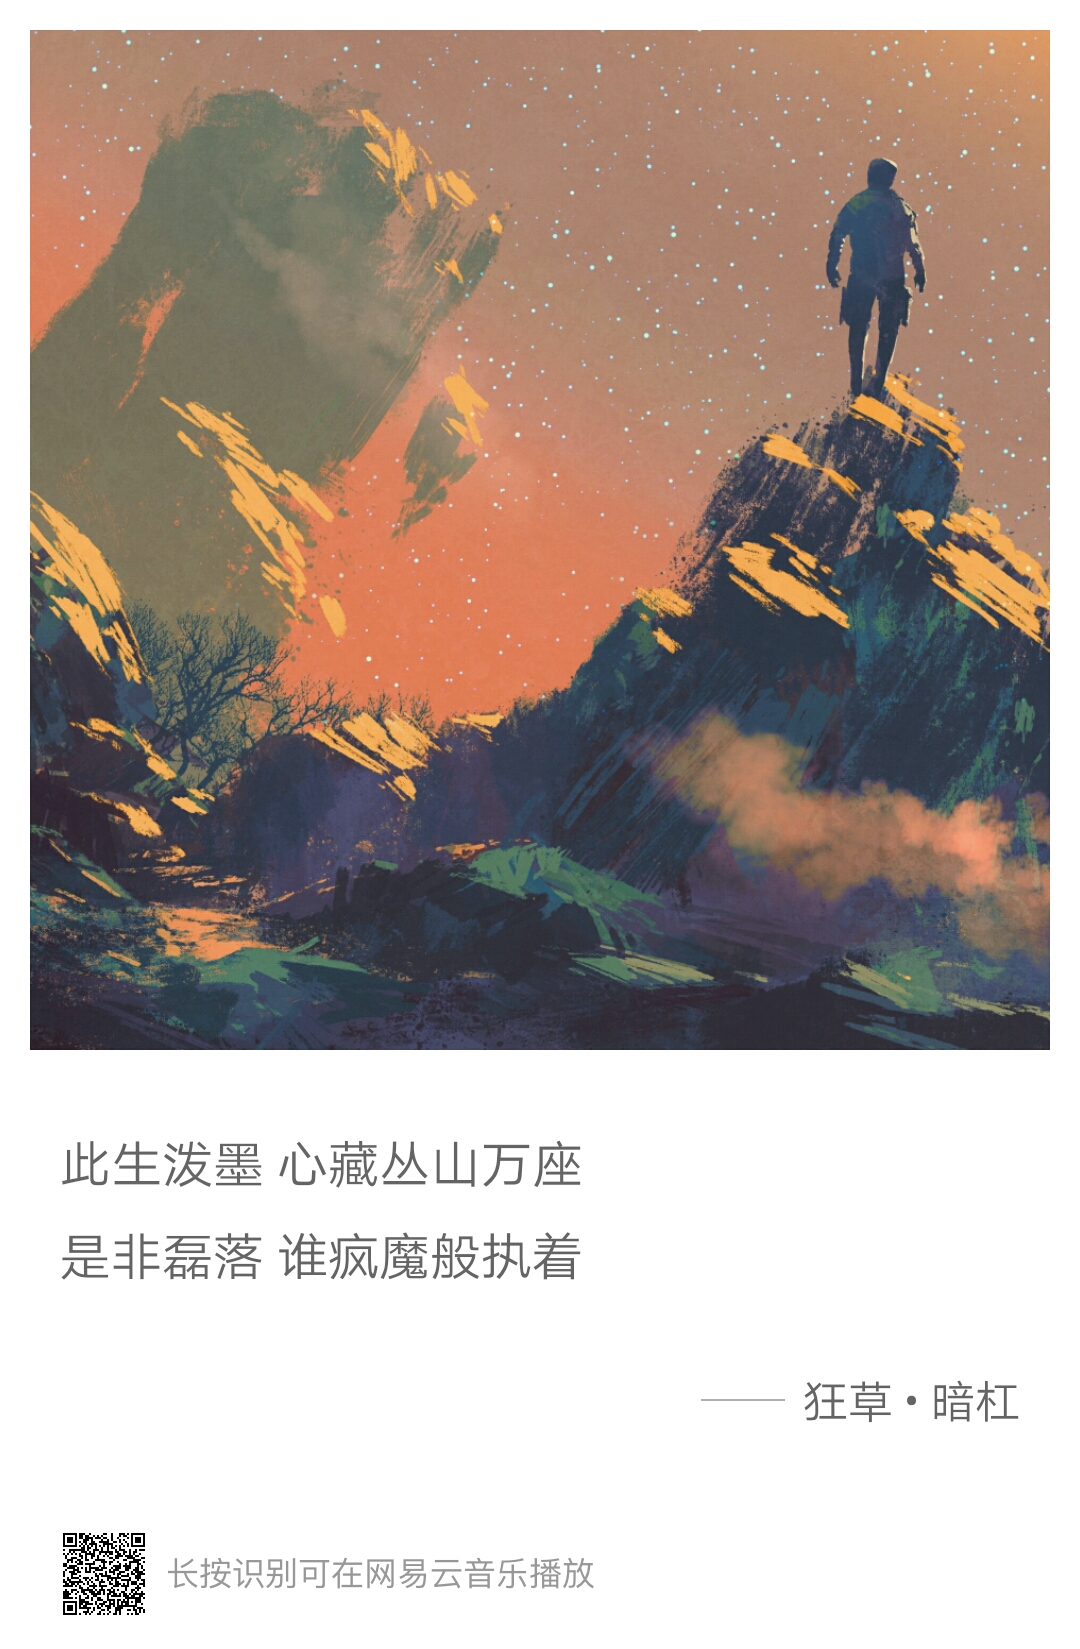 此生泼墨 心藏丛山万座
是非磊落 谁疯魔般执着
—— 狂草•暗杠
长按识别可在网易云音乐播放